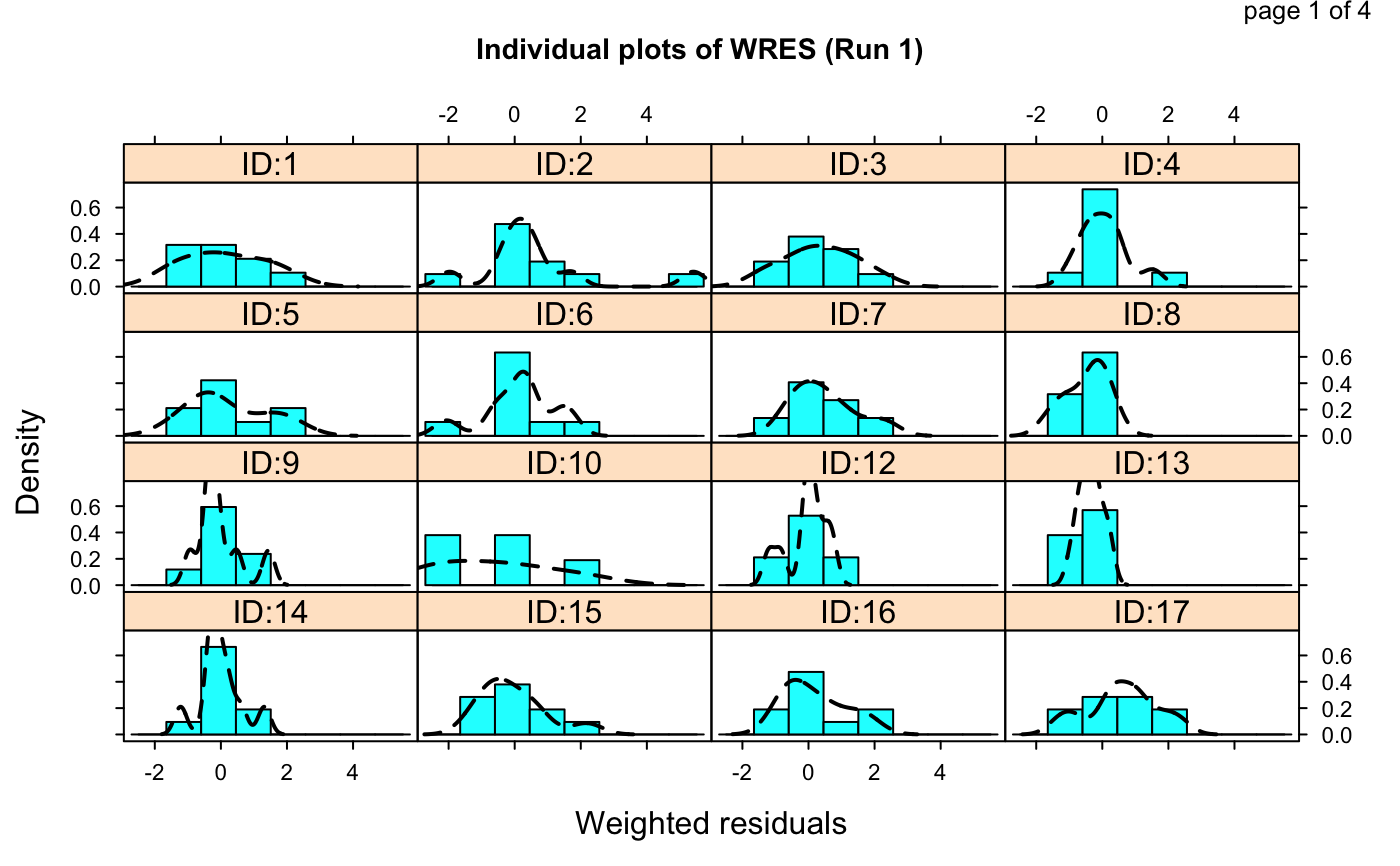 page 1 of 4
Individual plots of WRES (Run 1)
-2 0 2 4 -2 0 2 4
ID:1 ID:2 ID:3 ID:4
0.6
0.4
0.2
0.0
ID:5 ID:6 ID:7 ID:8
0.6
0.4
0.2
0.0
ID:9 ID:10 ID:12 ID:13
0.6
0.4
0.2
0.0
ID:14 ID:15 ID:16 ID:17
0.6
0.4
0.2
0.0
-2 0 2 4 -2 0 2 4
Density
Weighted residuals